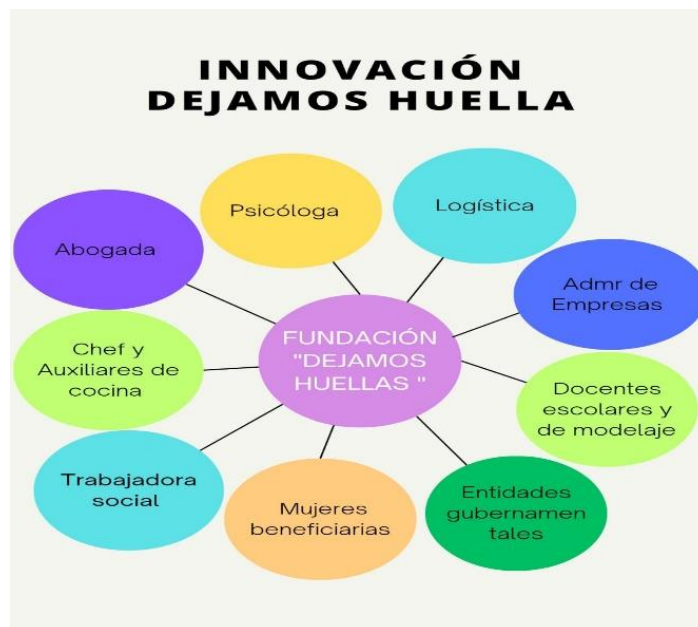 INNOVACIÓN
DEJAMOS HUELLA
Psicóloga
Logística
Abogada
Admr de
Empresas
FUNDACIÓN
"DEJAMOS
HUELLAS "
Chef y
Auxiliares de
cocina
Docentes
escolares y
de modelaje
Trabajadora
social
Mujeres
beneficiarias
Entidades
gubernamen
tales